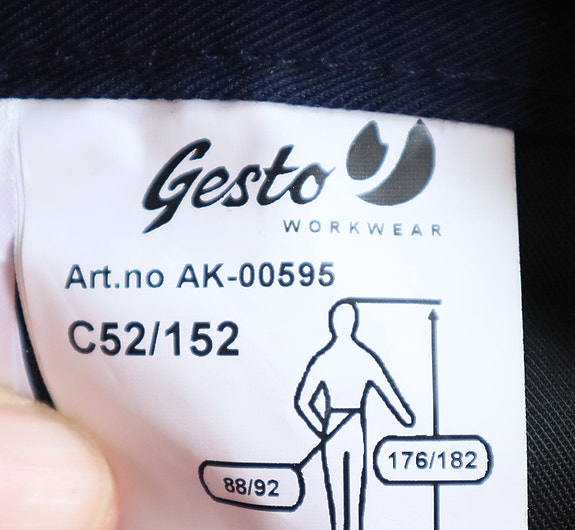 Gesto
WORKWEAR
Art.no AK-00595
C52/152
176/182
88/92